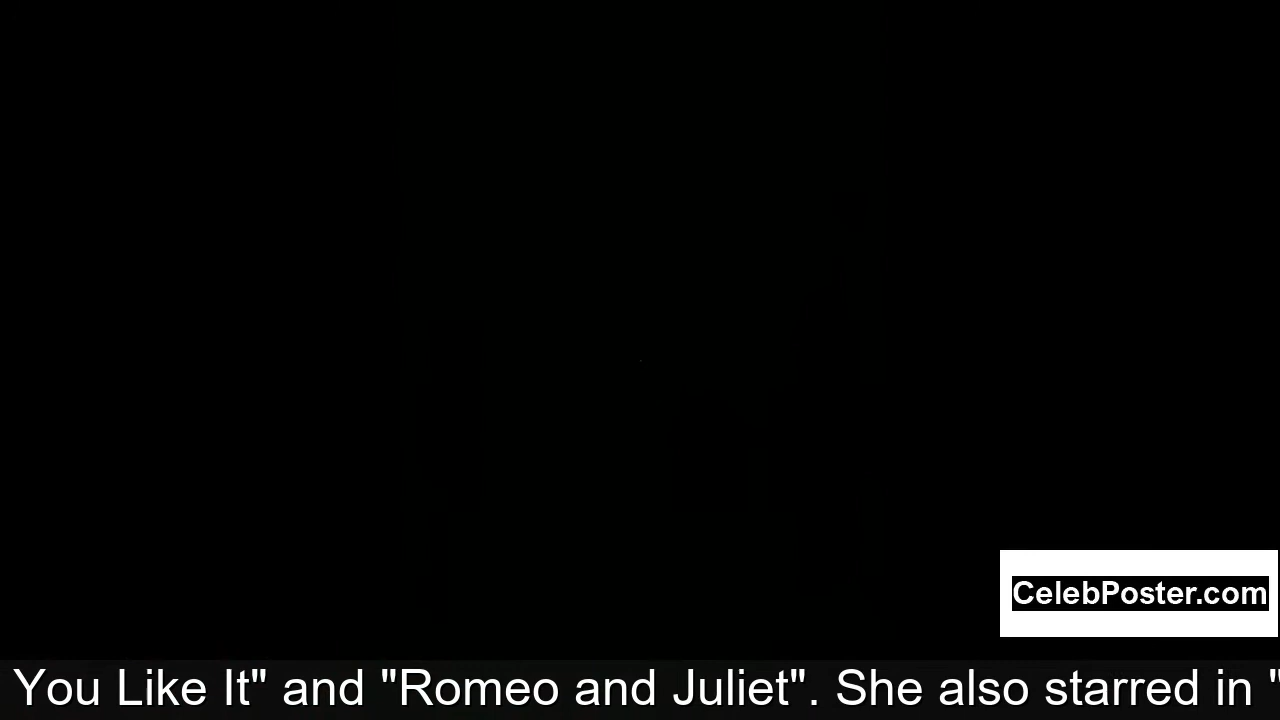 CelebPoster.com
You Like It" and "Romeo and Juliet". She also starred in "